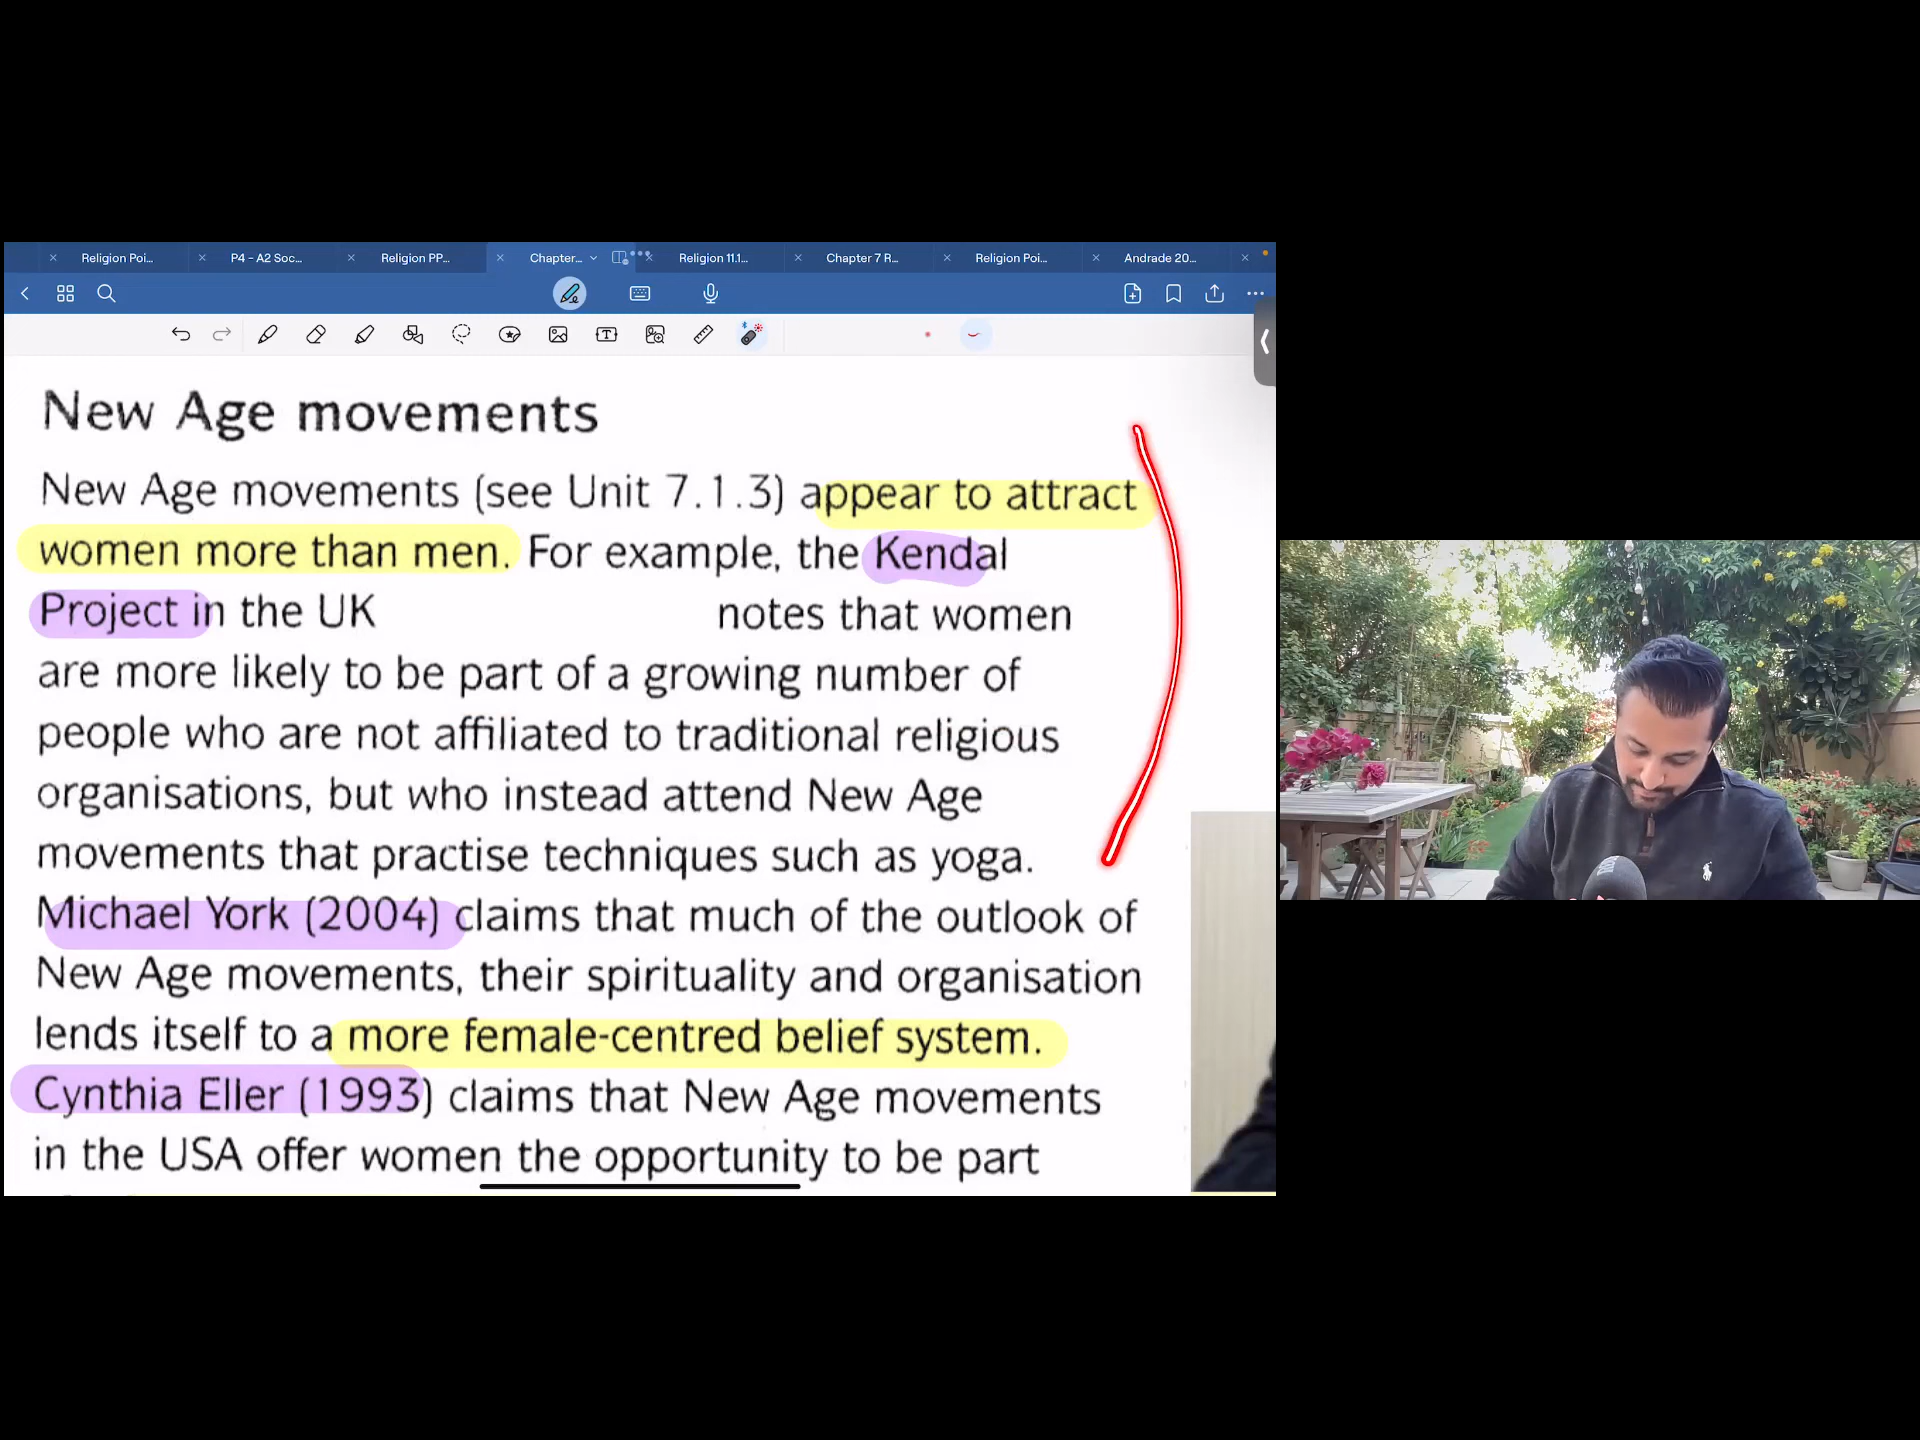 Religion Poi...
P4 - A2 Soc...
Religion PP...
Chapter...
Religion 11.1...
Chapter 7 R...
Religion Poi...
Andrade 20...
New Age movements
New Age movements (see Unit 7.1.3) appear to attract
women more than men. For example, the Kendal
Project in the UK notes that women
are more likely to be part of a growing number of
people who are not affiliated to traditional religious
organisations, but who instead attend New Age
movements that practise techniques such as yoga.
Michael York (2004) claims that much of the outlook of
New Age movements, their spirituality and organisation
lends itself to a more female-centred belief system.
Cynthia Eller (1993) claims that New Age movements
in the USA offer women the opportunity to be part